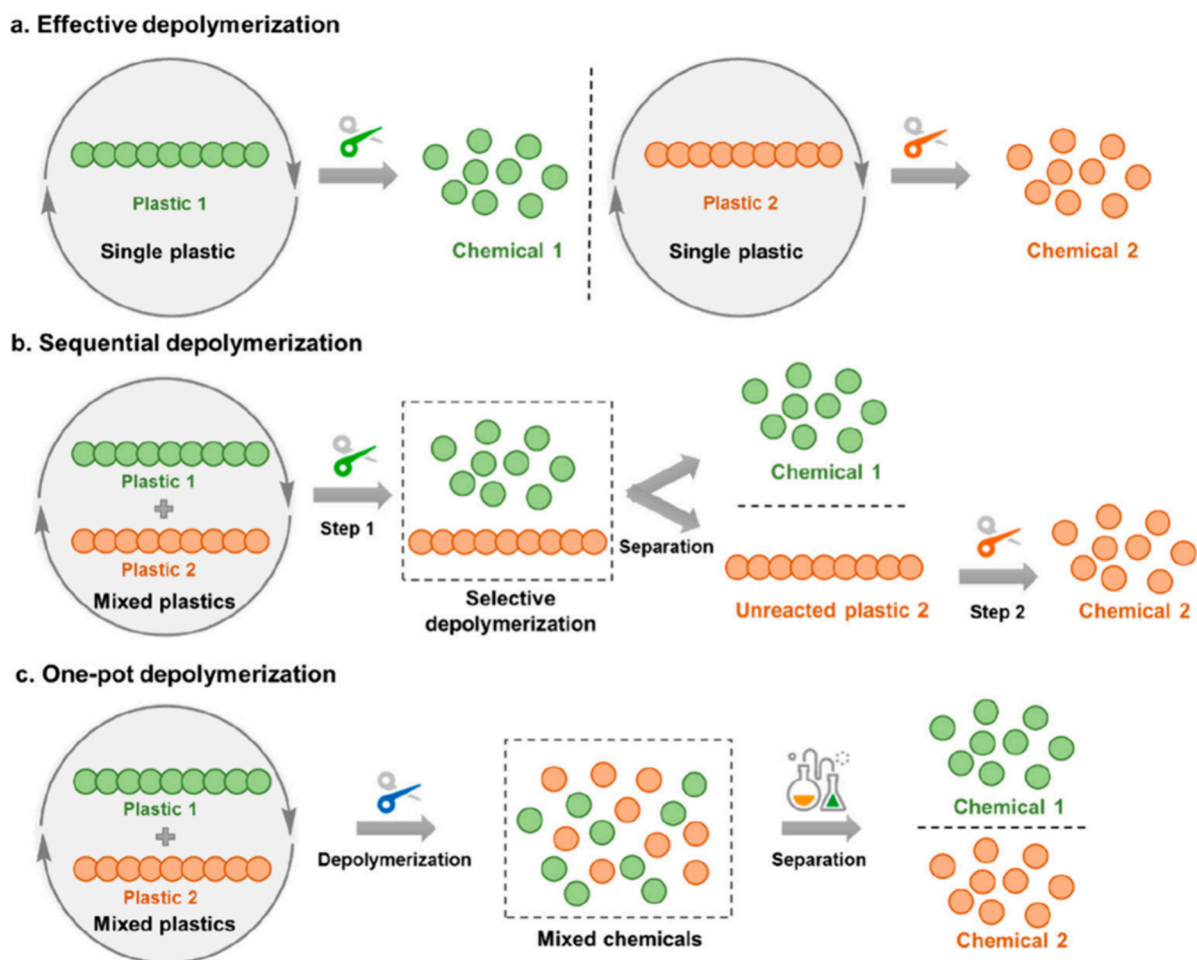 a. Effective depolymerization
Plastic 1
Single plastic
Chemical 1
Plastic 2
Single plastic
Chemical 2
b. Sequential depolymerization
Plastic 1
Plastic 2
Mixed plastics
Step 1
Selective
depolymerization
Separation
Chemical 1
Unreacted plastic 2
Step 2
Chemical 2
c. One-pot depolymerization
Plastic 1
Plastic 2
Mixed plastics
Depolymerization
Mixed chemicals
Separation
Chemical 1
Chemical 2